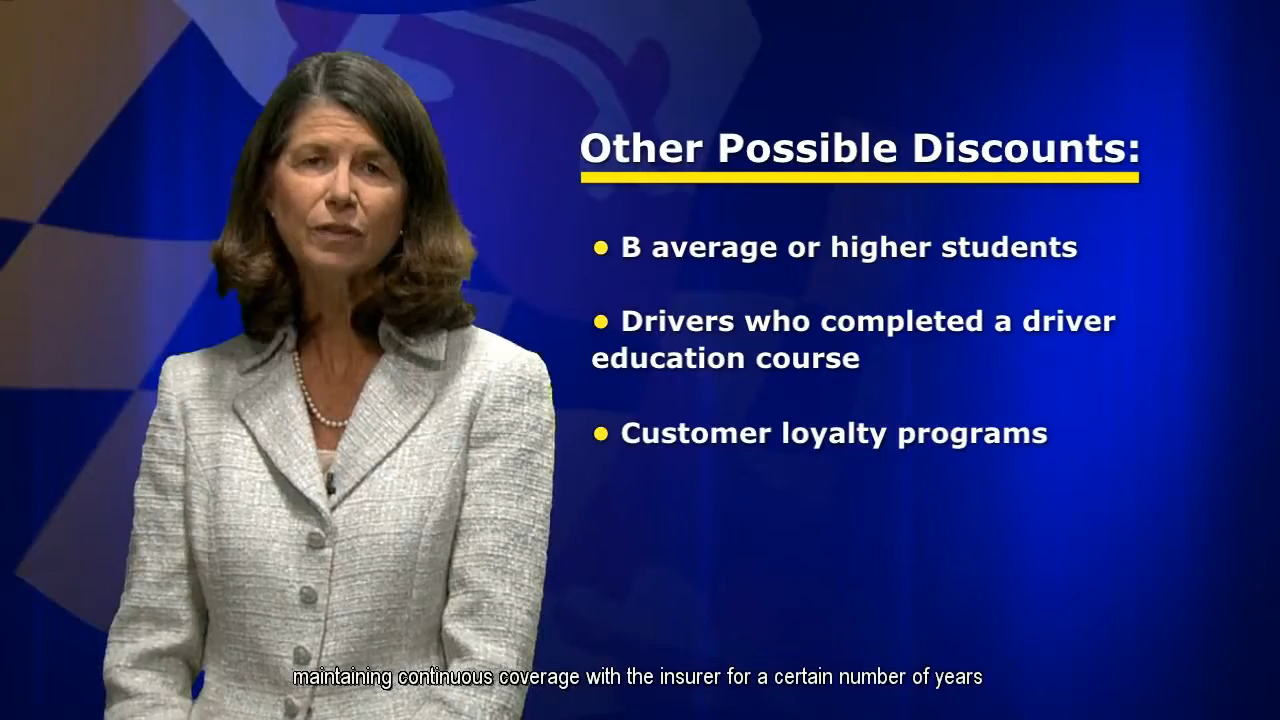 Other Possible Discounts:
• B average or higher students
• Drivers who completed a driver
education course
• Customer loyalty programs
maintaining continuous coverage with the insurer for a certain number of years